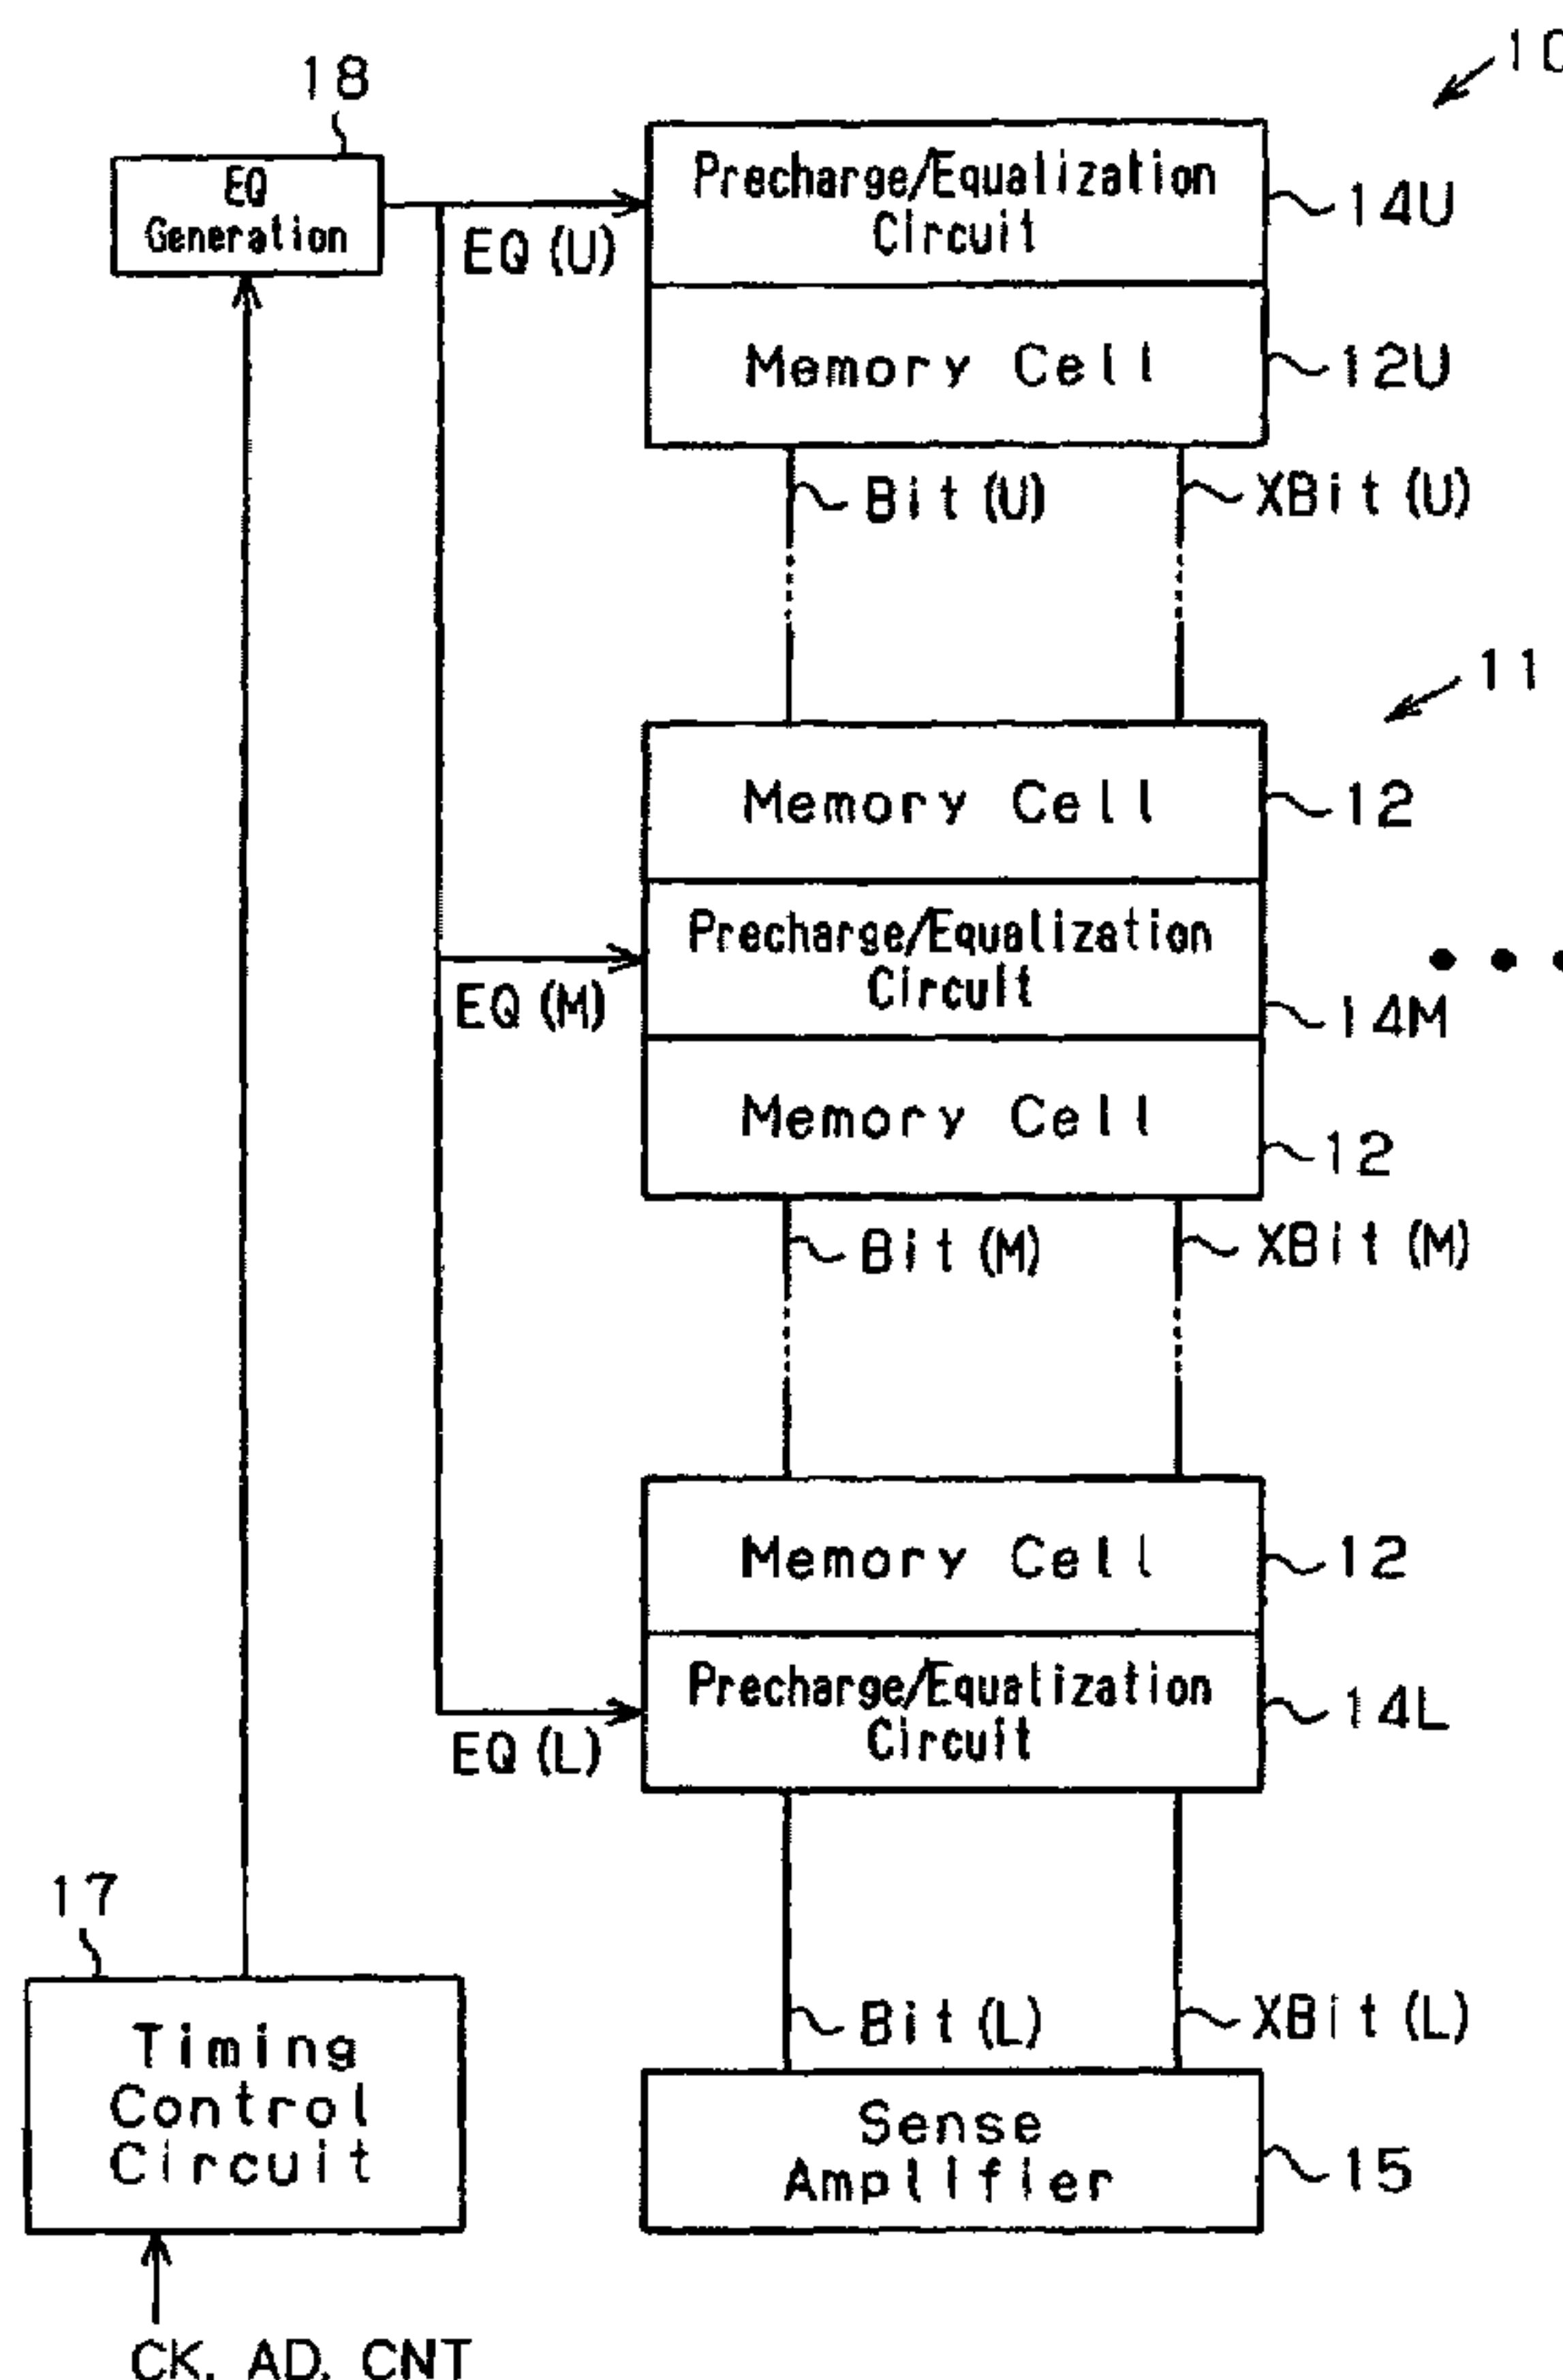 10
18
EQ
Generation
EQ(U)
Precharge/Equalization
Circuit
14U
Memory Cell
12U
Bit(U)
XBit(U)
11
Memory Cell
12
Precharge/Equalization
Circuit
EQ(M)
14M
Memory Cell
12
Bit(M)
XBit(M)
Memory Cell
12
Precharge/Equalization
Circuit
14L
EQ(L)
17
Timing
Control
Circuit
Bit(L)
XBit(L)
Sense
Amplifier
15
CK, AD, CNT